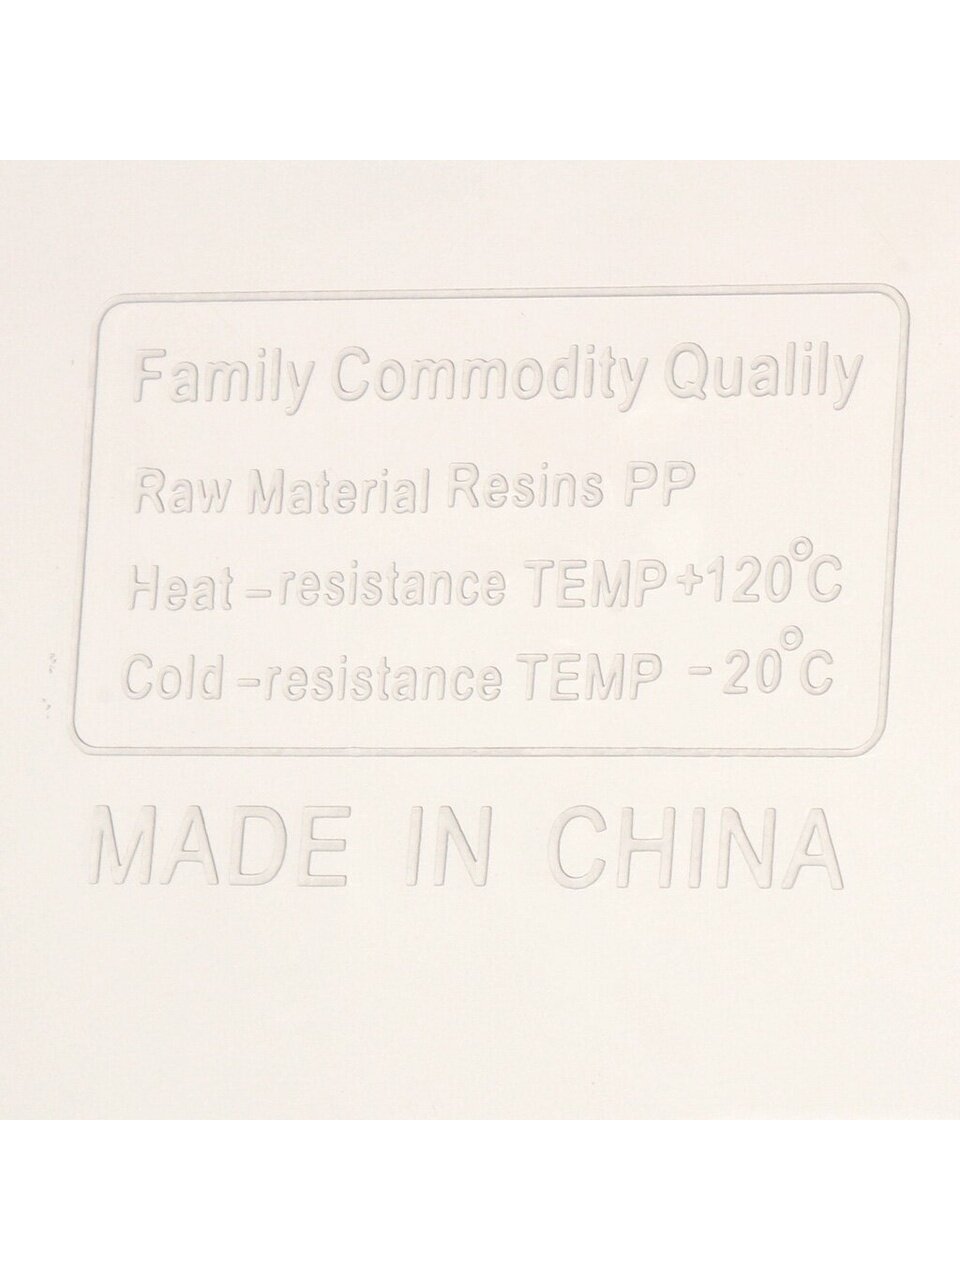 Family Commodity Qualily
Raw Material Resins PP
Heat-resistance TEMP+120°C
Cold-resistance TEMP -20°C
MADE IN CHINA